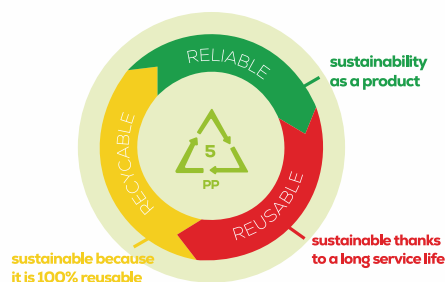 RELIABLE
sustainability
as a product
RECYCABLE
5
PP
REUSABLE
sustainable thanks
to a long service life
sustainable because
it is 100% reusable